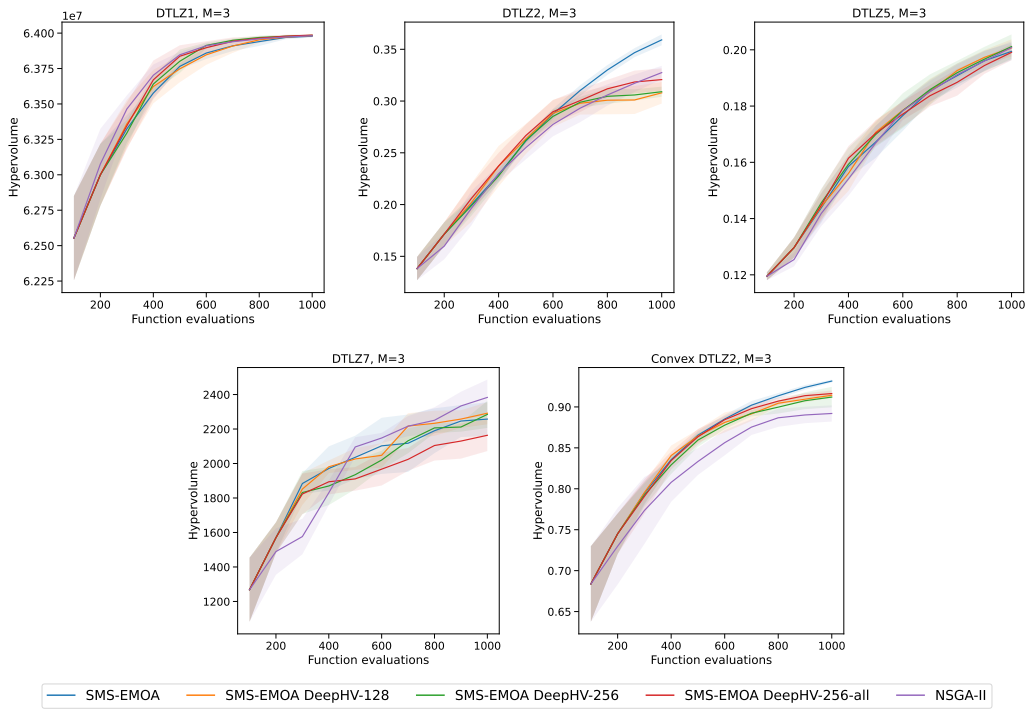 DTLZ1, M=3
1e7
6.400
6.375
6.350
6.325
6.300
6.275
6.250
6.225
Hypervolume
200
400
600
800
1000
Function evaluations
DTLZ2, M=3
0.35
0.30
0.25
0.20
0.15
Hypervolume
200
400
600
800
1000
Function evaluations
DTLZ5, M=3
0.20
0.18
0.16
0.14
0.12
Hypervolume
200
400
600
800
1000
Function evaluations
DTLZ7, M=3
2400
2200
2000
1800
1600
1400
1200
Hypervolume
200
400
600
800
1000
Function evaluations
Convex DTLZ2, M=3
0.90
0.85
0.80
0.75
0.70
0.65
Hypervolume
200
400
600
800
1000
Function evaluations
SMS-EMOA
SMS-EMOA DeepHV-128
SMS-EMOA DeepHV-256
SMS-EMOA DeepHV-256-all
NSGA-II